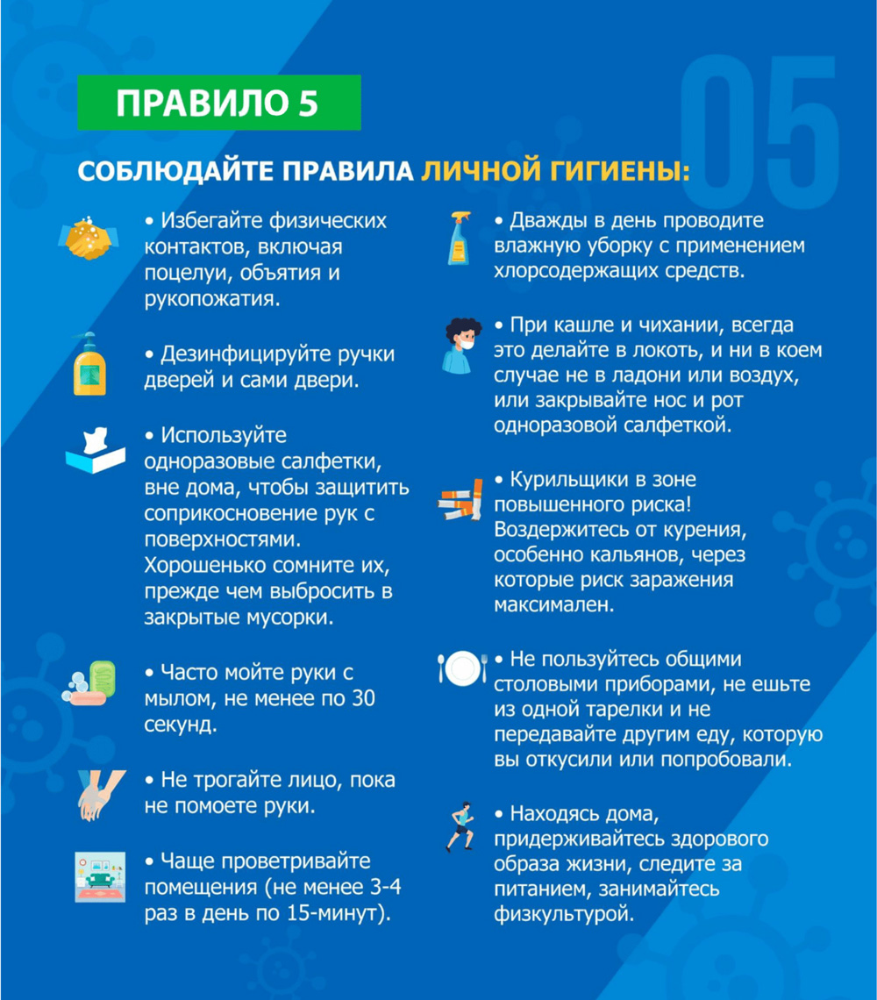 05
ПРАВИЛО 5
СОБЛЮДАЙТЕ ПРАВИЛА ЛИЧНОЙ ГИГИЕНЫ:
• Избегайте физических
контактов, включая
поцелуи, объятия и
рукопожатия.
• Дезинфицируйте ручки
дверей и сами двери.
• Используйте
одноразовые салфетки,
вне дома, чтобы защитить
соприкосновение рук с
поверхностями.
Хорошенько сомните их,
прежде чем выбросить в
закрытые мусорки.
• Часто мойте руки с
мылом, не менее по 30
секунд.
• Не трогайте лицо, пока
не помоете руки.
• Чаще проветривайте
помещения (не менее 3-4
раз в день по 15-минут).
• Дважды в день проводите
влажную уборку с применением
хлорсодержащих средств.
• При кашле и чихании, всегда
это делайте в локоть, и ни в коем
случае не в ладони или воздух,
или закрывайте нос и рот
одноразовой салфеткой.
• Курильщики в зоне
повышенного риска!
Воздержитесь от курения,
особенно кальянов, через
которые риск заражения
максимален.
• Не пользуйтесь общими
столовыми приборами, не ешьте
из одной тарелки и не
передавайте другим еду, которую
вы откусили или попробовали.
• Находясь дома,
придерживайтесь здорового
образа жизни, следите за
питанием, занимайтесь
физкультурой.